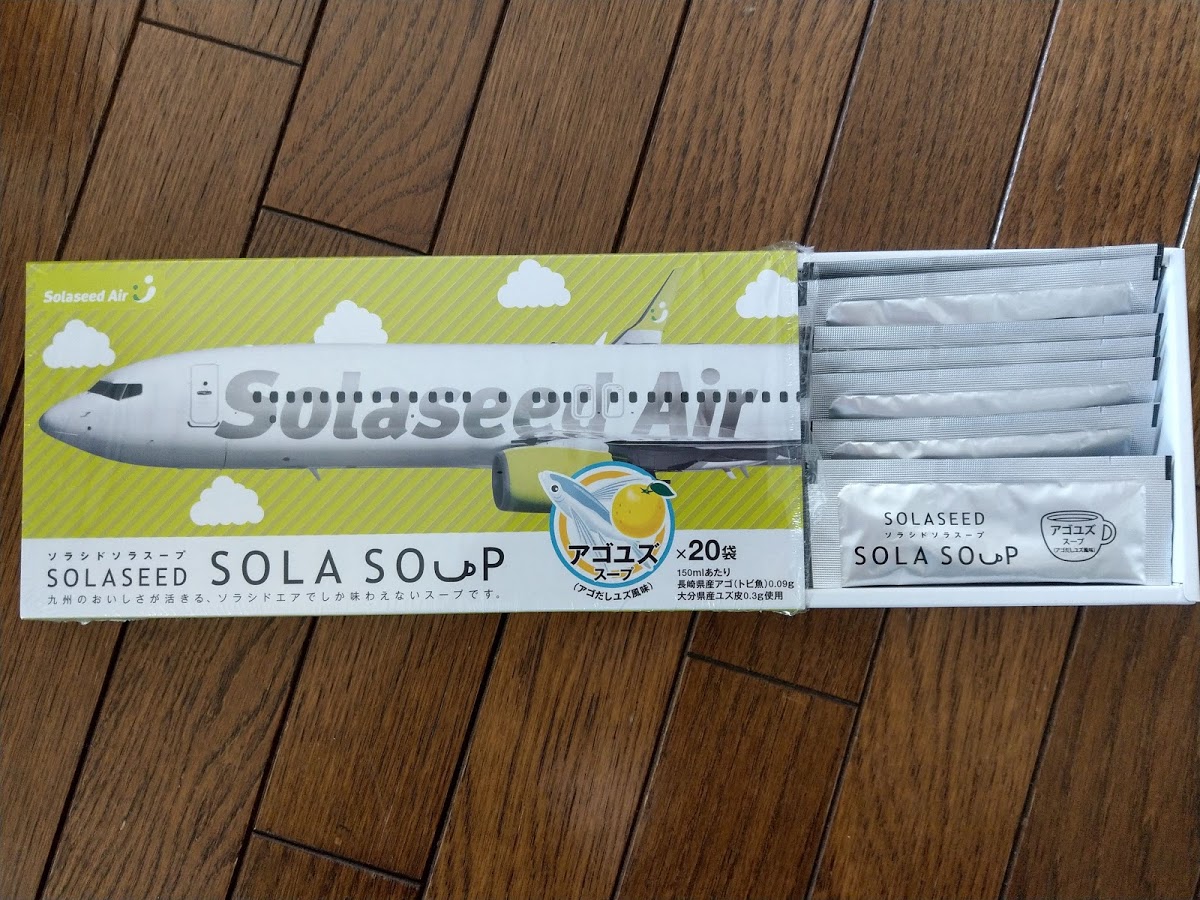 Solaseed Air
Solaseed Air
ソラシドソラスープ
SOLASEED SOLA SOUP
九州のおいしさが活きる、ソラシドエアでしか味わえないスープです。
アゴユズ
スープ
(アゴだしユズ風味)
×20袋
150mlあたり
長崎県産アゴ(トビ魚)0.09g
大分県産ユズ皮0.3g使用
SOLASEED
ソラシドソラスープ
SOLA SOUP
アゴユズ
スープ
(アゴだしユズ風味)